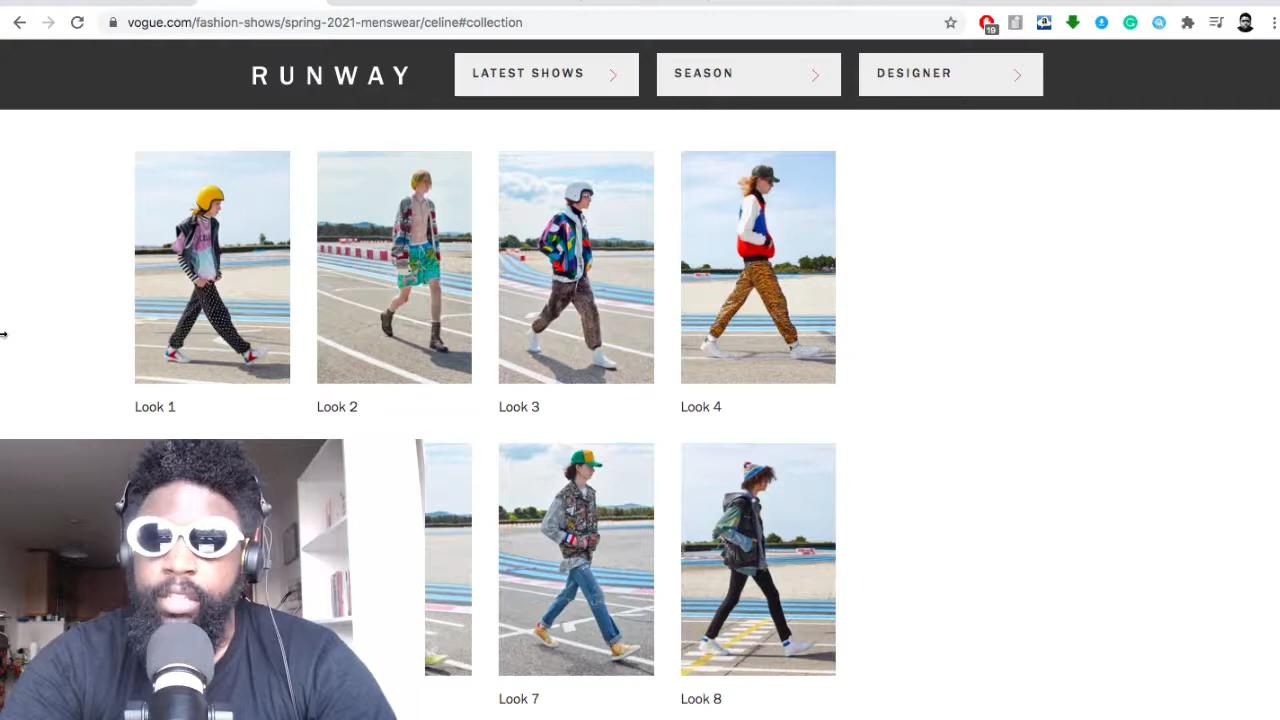 vogue.com/fashion-shows/spring-2021-menswear/celine#collection
19
RUNWAY
LATEST SHOWS
SEASON
DESIGNER
Look 1
Look 2
Look 3
Look 4
Look 7
Look 8